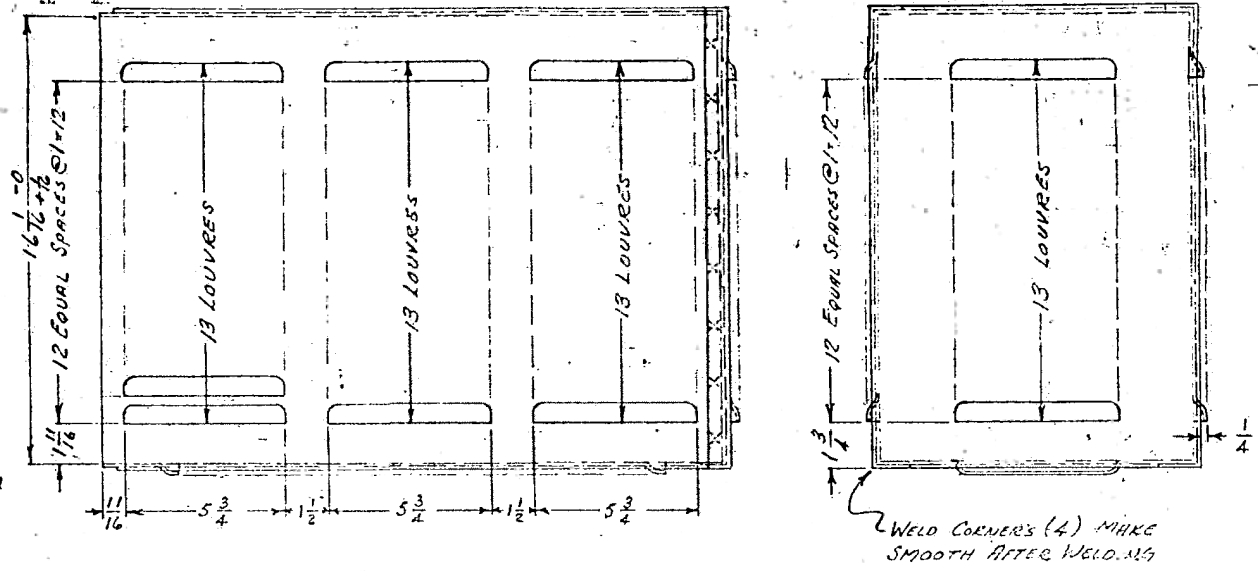 16 1/16 -0 +1/16
12 EQUAL SPACES @ 1=12
1 11/16
13 LOUVRES
13 LOUVRES
13 LOUVRES
11/16
5 3/4
1 1/2
5 3/4
1 1/2
5 3/4
12 EQUAL SPACES @ 1=12
1 3/4
13 LOUVRES
1/4
WELD CORNERS (4) MAKE
SMOOTH AFTER WELDING